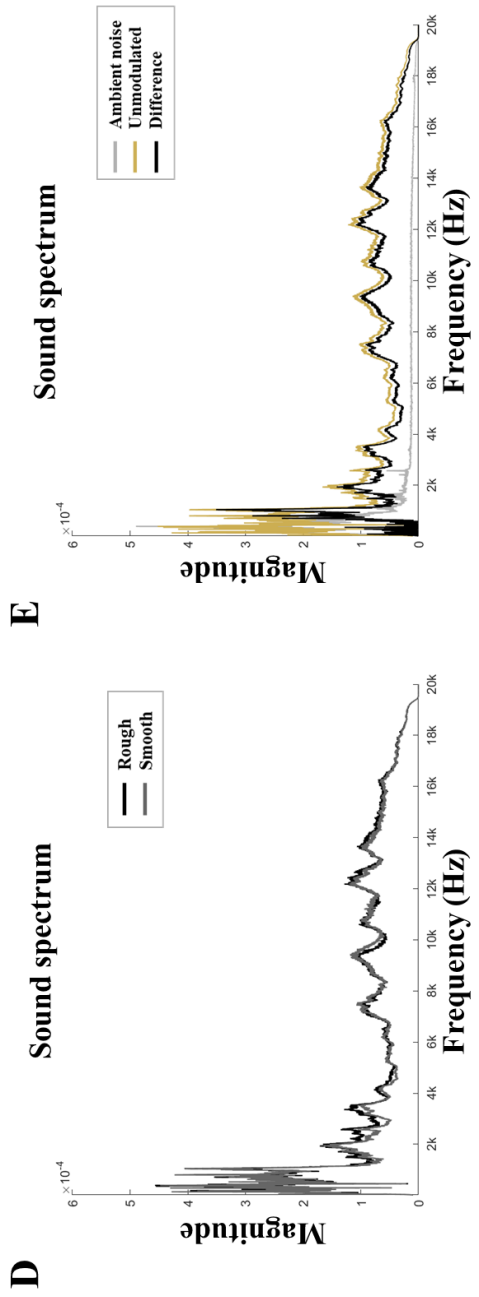 D
Sound spectrum
×10⁻⁴
6
5
4
3
2
1
0
Magnitude
2k
4k
6k
8k
10k
12k
14k
16k
18k
20k
Frequency (Hz)
Rough
Smooth
E
Sound spectrum
×10⁻⁴
6
5
4
3
2
1
0
Magnitude
2k
4k
6k
8k
10k
12k
14k
16k
18k
20k
Frequency (Hz)
Ambient noise
Unmodulated
Difference